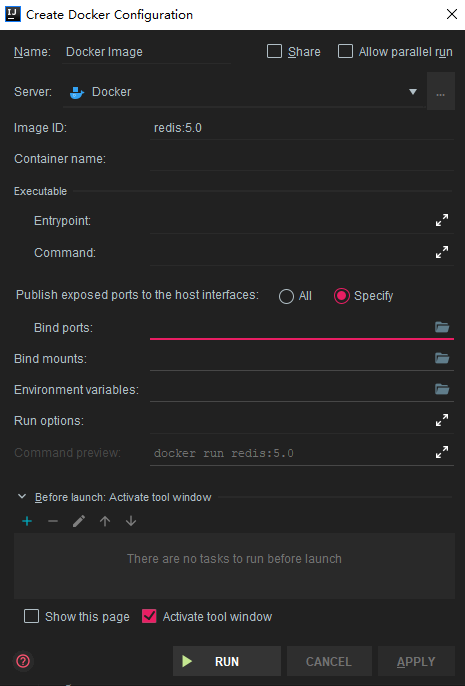 Create Docker Configuration
Name: Docker Image Share Allow parallel run
Server: Docker ...
Image ID: redis:5.0
Container name:
Executable
Entrypoint:
Command:
Publish exposed ports to the host interfaces: All Specify
Bind ports:
Bind mounts:
Environment variables:
Run options:
Command preview: docker run redis:5.0
Before launch: Activate tool window
There are no tasks to run before launch
Show this page Activate tool window
? RUN CANCEL APPLY